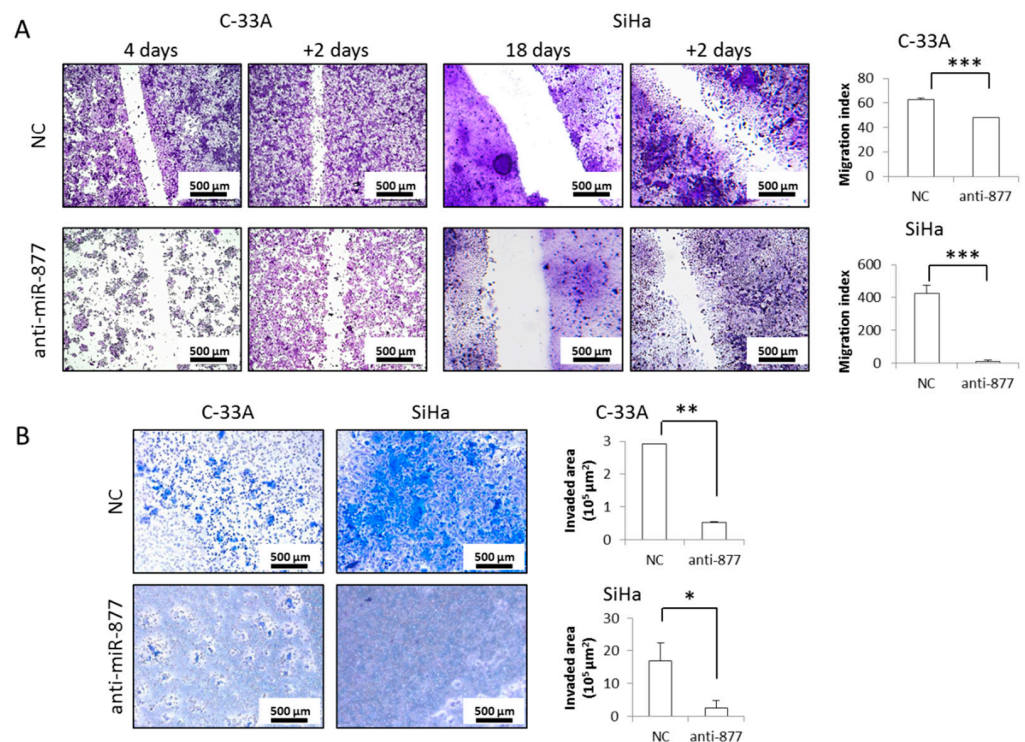 A
C-33A
SiHa
4 days
+2 days
18 days
+2 days
NC
500 µm
500 µm
500 µm
500 µm
anti-miR-877
500 µm
500 µm
500 µm
500 µm
C-33A
Migration index
80
60
40
20
0
***
NC
anti-877
SiHa
Migration index
600
400
200
0
***
NC
anti-877
B
C-33A
SiHa
NC
500 µm
500 µm
anti-miR-877
500 µm
500 µm
C-33A
Invaded area
(10⁵ µm²)
3
2
1
0
**
NC
anti-877
SiHa
Invaded area
(10⁵ µm²)
30
20
10
0
*
NC
anti-877